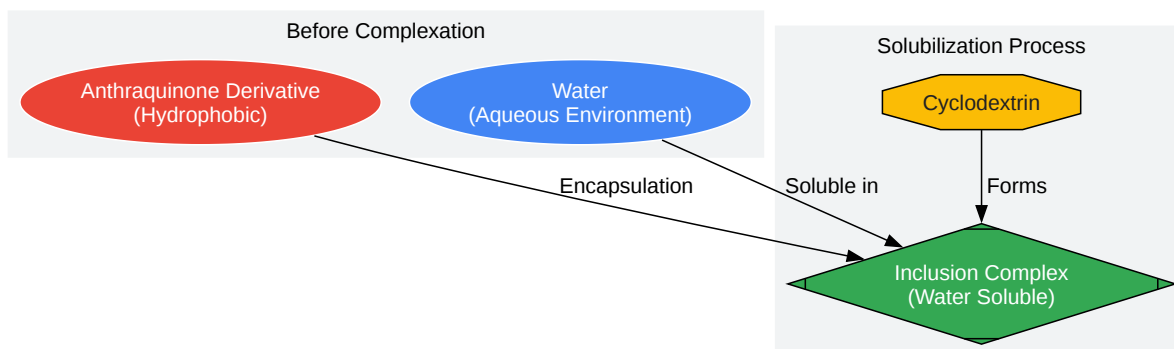 Before Complexation
Solubilization Process
Anthraquinone Derivative
(Hydrophobic)
Water
(Aqueous Environment)
Cyclodextrin
Encapsulation
Soluble in
Forms
Inclusion Complex
(Water Soluble)